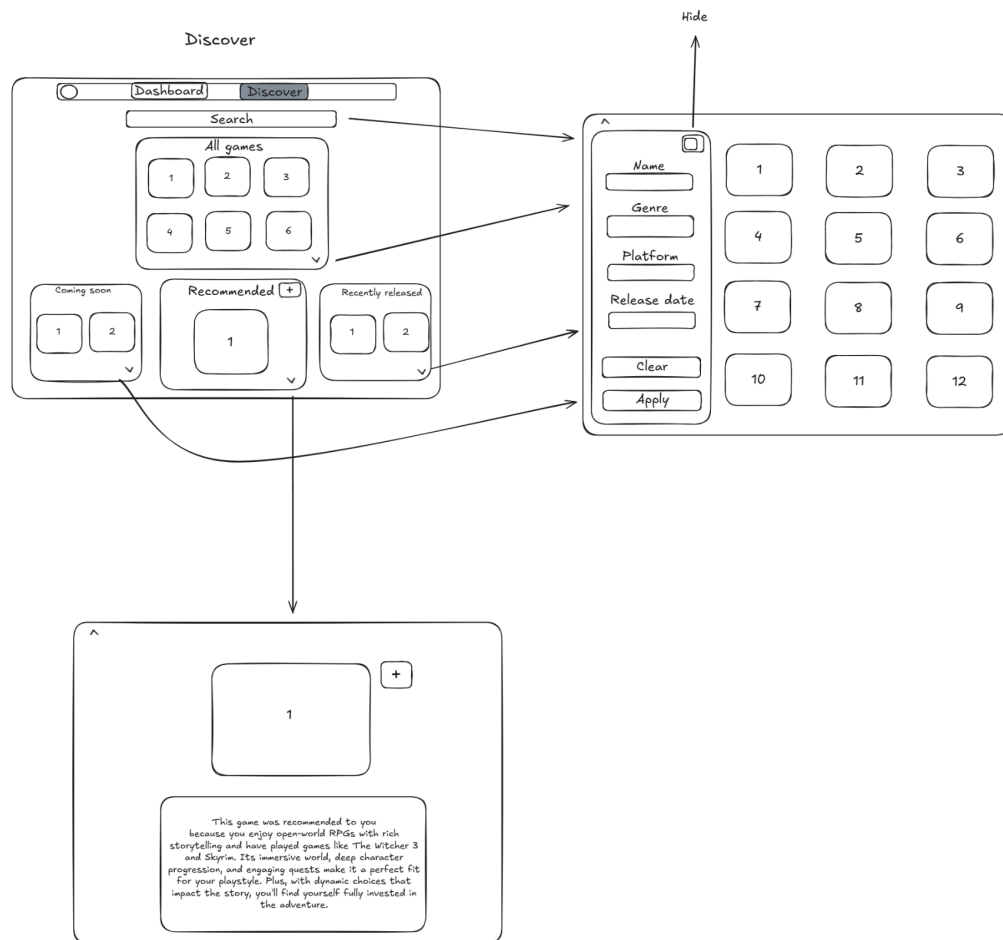 Hide
Discover
Dashboard
Discover
Search
All games
1
2
3
4
5
6
Coming soon
1
2
Recommended
+
1
Recently released
1
2
Name
Genre
Platform
Release date
Clear
Apply
1
2
3
4
5
6
7
8
9
10
11
12
1
+
This game was recommended to you
because you enjoy open-world RPGs with rich
storytelling and have played games like The Witcher 3
and Skyrim. Its immersive world, deep character
progression, and engaging quests make it a perfect fit
for your playstyle. Plus, with dynamic choices that
impact the story, you'll find yourself fully invested in
the adventure.